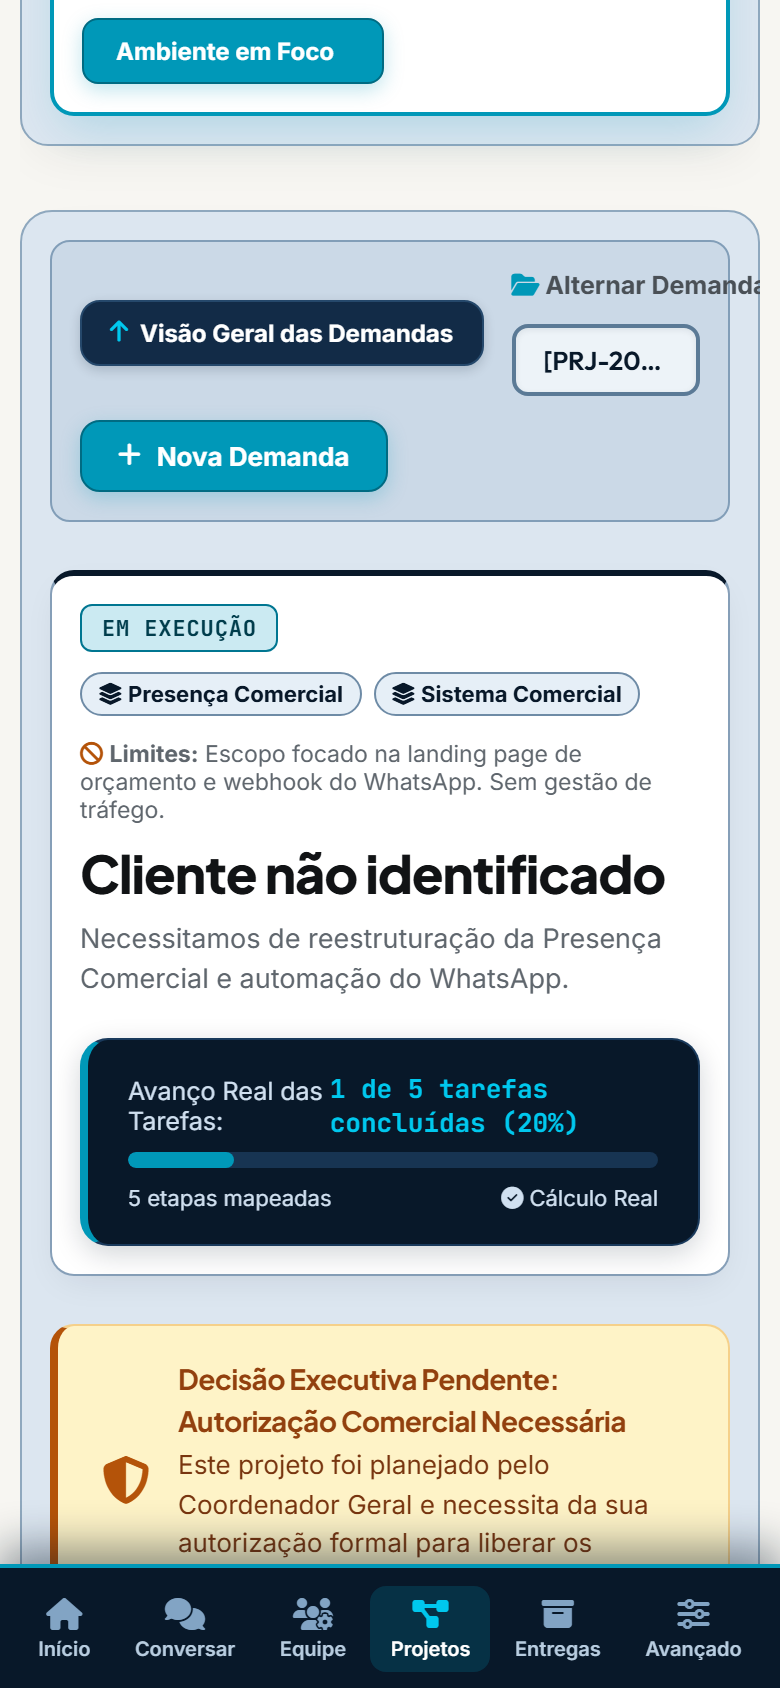 Ambiente em Foco
Alternar Demanda
Visão Geral das Demandas
[PRJ-20...
Nova Demanda
EM EXECUÇÃO
Presença Comercial
Sistema Comercial
Limites: Escopo focado na landing page de
orçamento e webhook do WhatsApp. Sem gestão de
tráfego.
Cliente não identificado
Necessitamos de reestruturação da Presença
Comercial e automação do WhatsApp.
Avanço Real das
Tarefas:
1 de 5 tarefas
concluídas (20%)
5 etapas mapeadas
Cálculo Real
Decisão Executiva Pendente:
Autorização Comercial Necessária
Este projeto foi planejado pelo
Coordenador Geral e necessita da sua
autorização formal para liberar os
Início
Conversar
Equipe
Projetos
Entregas
Avançado